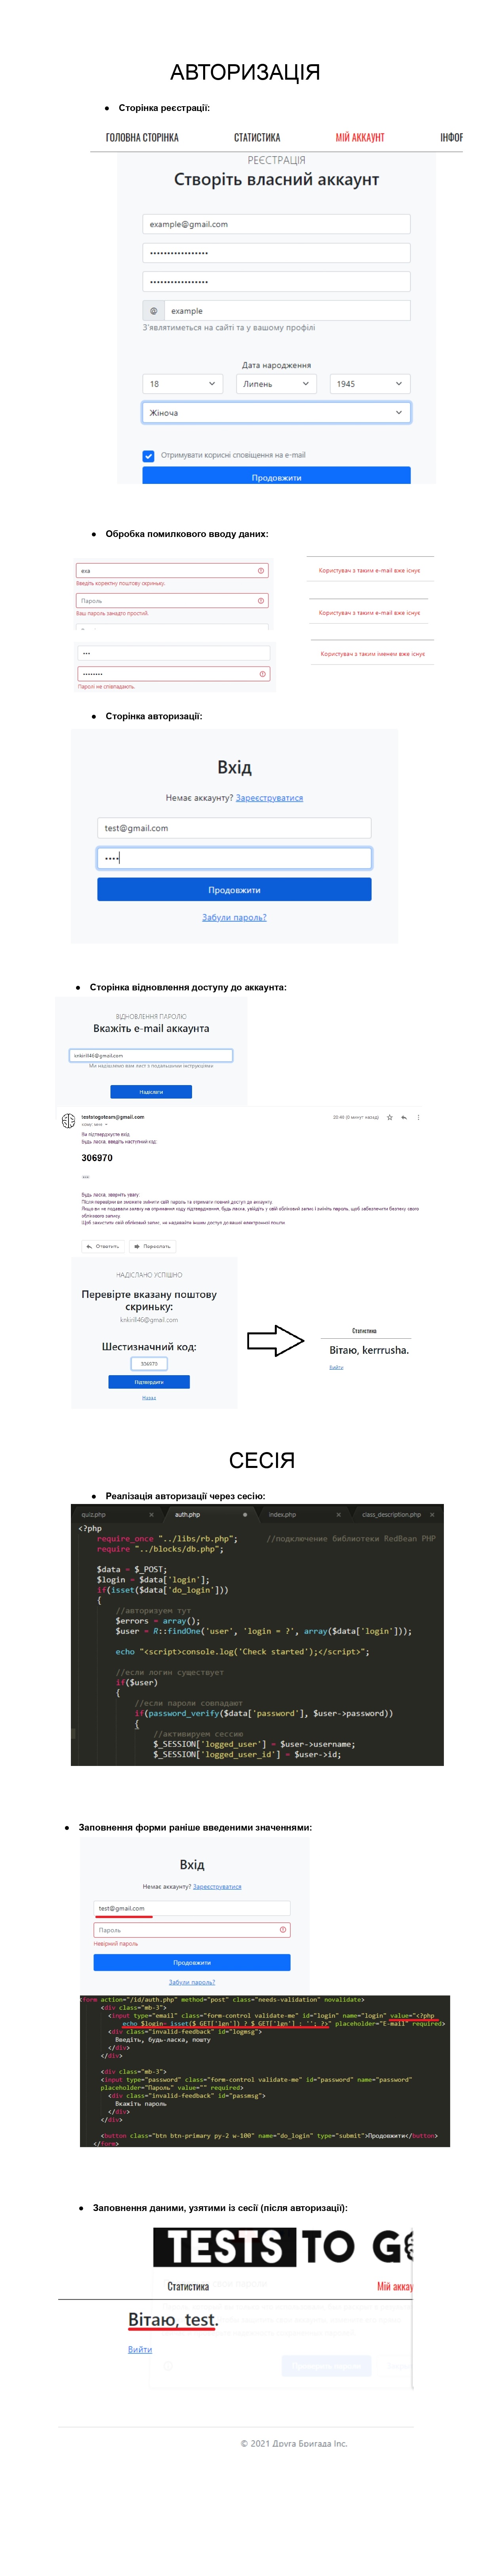 АВТОРИЗАЦІЯ
● Сторінка реєстрації:
ГОЛОВНА СТОРІНКА СТАТИСТИКА МІЙ АККАУНТ ІНФОР
РЕЄСТРАЦІЯ
Створіть власний аккаунт
example@gmail.com
••••••••••••••••
••••••••••••••••
@ example
З'являтиметься на сайті та у вашому профілі
Дата народження
18 Липень 1945
Жіноча
Отримувати корисні сповіщення на e-mail
Продовжити
● Обробка помилкового вводу даних:
exa
Введіть коректну поштову скриньку.
Пароль
Ваш пароль занадто простий.
•••
••••••••
Паролі не співпадають.
Користувач з таким e-mail вже існує
Користувач з таким e-mail вже існує
Користувач з таким іменем вже існує
● Сторінка авторизації:
Вхід
Немає аккаунту? Зареєструватися
test@gmail.com
••••
Продовжити
Забули пароль?
● Сторінка відновлення доступу до аккаунта:
ВІДНОВЛЕННЯ ПАРОЛЮ
Вкажіть e-mail аккаунта
knkirill46@gmail.com
Ми надішлемо вам лист з подальшими інструкціями
Надіслати
teststogoteam@gmail.com 20:46 (0 минут назад)
кому: мне
Ви підтверджуєте вхід
Будь ласка, введіть наступний код:
306970
Будь ласка, зверніть увагу:
Після перевірки ви зможете змінити свій пароль та отримати повний доступ до аккаунту.
Якщо ви не подавали заявку на отримання коду підтвердження, будь ласка, увійдіть у свій обліковий запис і змініть пароль, щоб забезпечити безпеку свого
облікового запису.
Щоб захистити свій обліковий запис, не надавайте іншим доступ до вашої електронної пошти.
Ответить Переслать
НАДІСЛАНО УСПІШНО
Перевірте вказану поштову
скриньку:
knkirill46@gmail.com
Шестизначний код:
306970
Підтвердити
Назад
Статистика
Вітаю, kerrrusha.
Вийти
СЕСІЯ
● Реалізація авторизації через сесію:
quiz.php × auth.php ● index.php × class_description.php ×
<?php
require_once "../libs/rb.php"; //подключение библиотеки RedBean PHP
require "../blocks/db.php";
$data = $_POST;
$login = $data['login'];
if(isset($data['do_login']))
{
//авторизуем тут
$errors = array();
$user = R::findOne('user', 'login = ?', array($data['login']));
echo "<script>console.log('Check started');</script>";
//если логин существует
if($user)
{
//если пароли совпадают
if(password_verify($data['password'], $user->password))
{
//активируем сессию
$_SESSION['logged_user'] = $user->username;
$_SESSION['logged_user_id'] = $user->id;
● Заповнення форми раніше введеними значеннями:
Вхід
Немає аккаунту? Зареєструватися
test@gmail.com
Пароль
Невірний пароль
Продовжити
Забули пароль?
form action="/id/auth.php" method="post" class="needs-validation" novalidate>
<div class="mb-3">
<input type="email" class="form-control validate-me" id="login" name="login" value="<?php
echo $login= isset($_GET['lgn']) ? $_GET['lgn'] : ''; ?>" placeholder="E-mail" required>
<div class="invalid-feedback" id="logmsg">
Введіть, будь-ласка, пошту
</div>
</div>
<div class="mb-3">
<input type="password" class="form-control validate-me" id="password" name="password"
placeholder="Пароль" value="" required>
<div class="invalid-feedback" id="passmsg">
Вкажіть пароль
</div>
</div>
<button class="btn btn-primary py-2 w-100" name="do_login" type="submit">Продовжити</button>
</form>
● Заповнення даними, узятими із сесії (після авторизації):
TESTS TO G
Статистика Мій аккау
Вітаю, test.
Вийти
© 2021 Друга Бригада Inc.